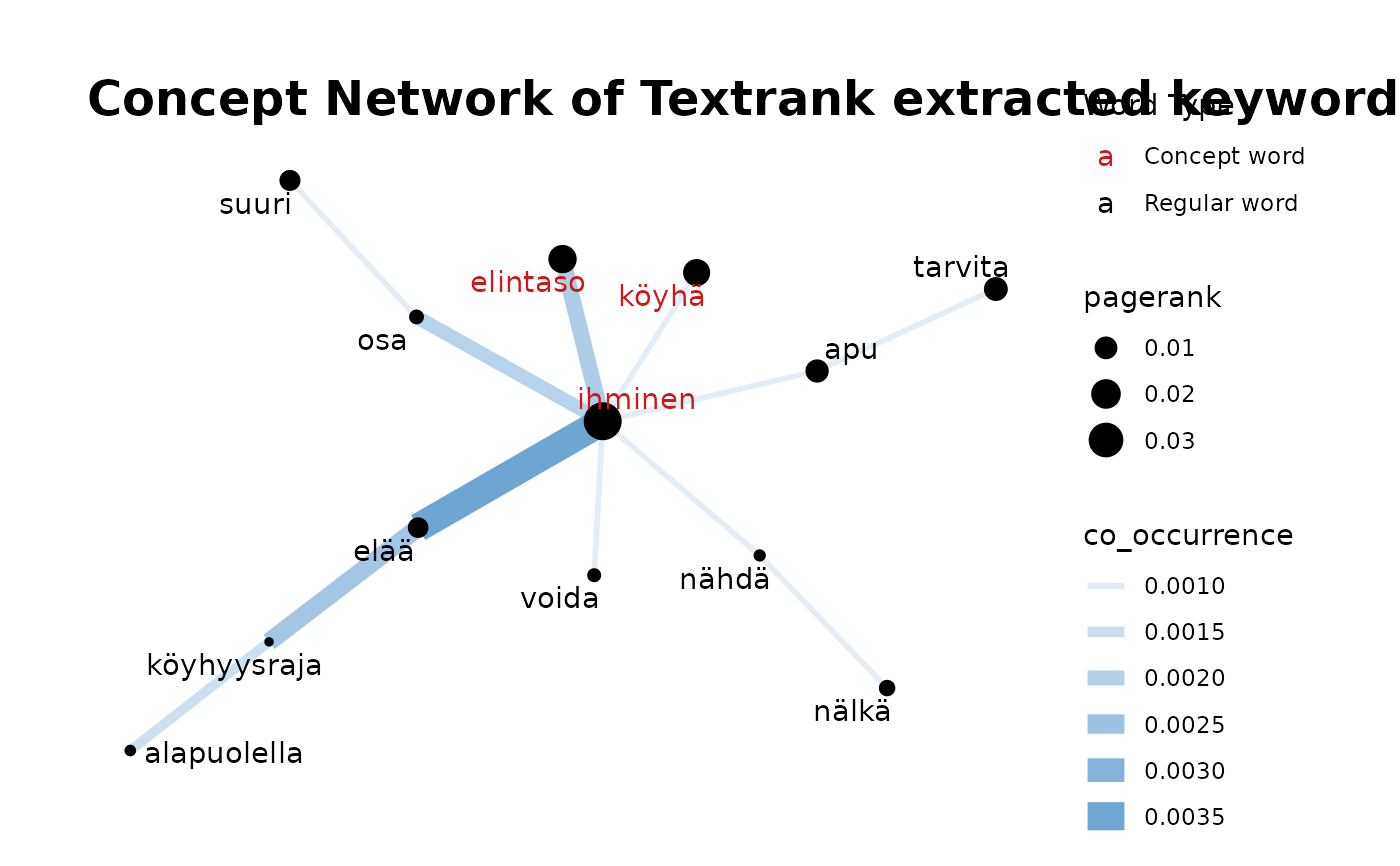 Concept Network of Textrank extracted keyword
Word Type
a Concept word
a Regular word
suuri
elintaso
köyhä
tarvita
osa
apu
ihminen
elää
voida
nähdä
köyhyysraja
nälkä
alapuolella
pagerank
0.01
0.02
0.03
co_occurrence
0.0010
0.0015
0.0020
0.0025
0.0030
0.0035